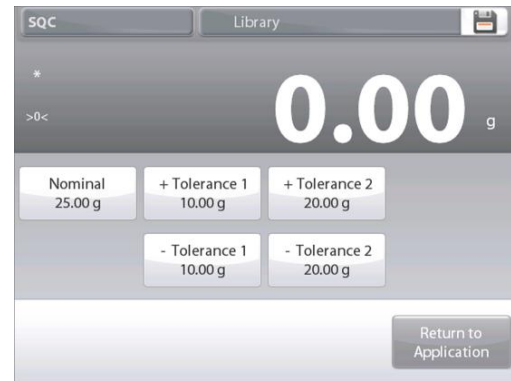 SQC
Library
*
>0<
0.00 g
Nominal
25.00 g
+ Tolerance 1
10.00 g
+ Tolerance 2
20.00 g
- Tolerance 1
10.00 g
- Tolerance 2
20.00 g
Return to
Application